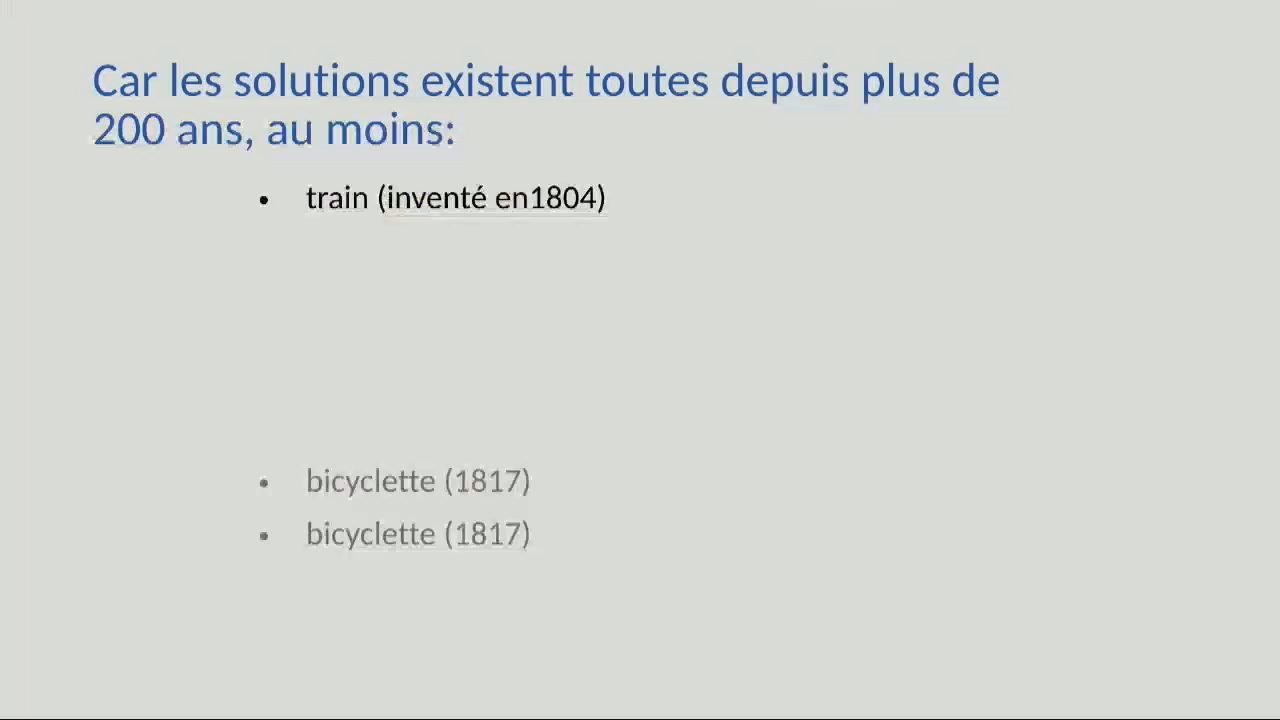 Car les solutions existent toutes depuis plus de
200 ans, au moins:
• train (inventé en1804)
• bicyclette (1817)
• bicyclette (1817)